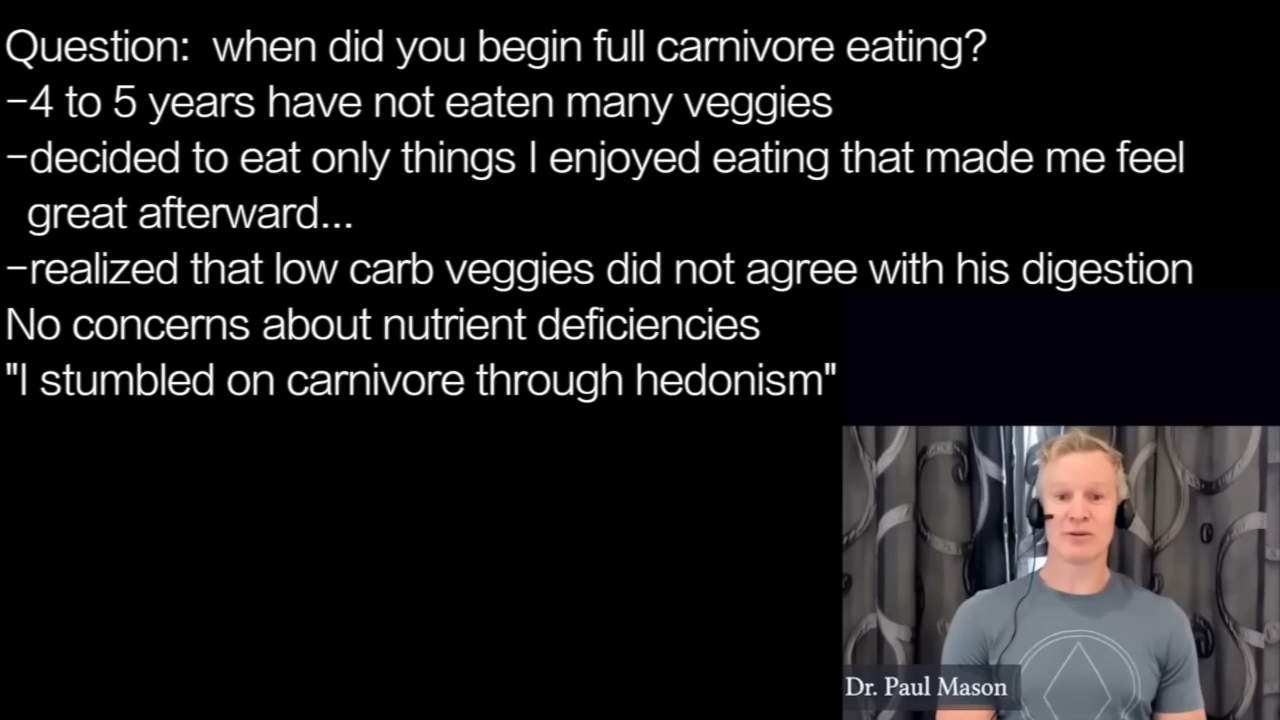 Question:  when did you begin full carnivore eating?
-4 to 5 years have not eaten many veggies
-decided to eat only things I enjoyed eating that made me feel
great afterward...
-realized that low carb veggies did not agree with his digestion
No concerns about nutrient deficiencies
"I stumbled on carnivore through hedonism"
Dr. Paul Mason